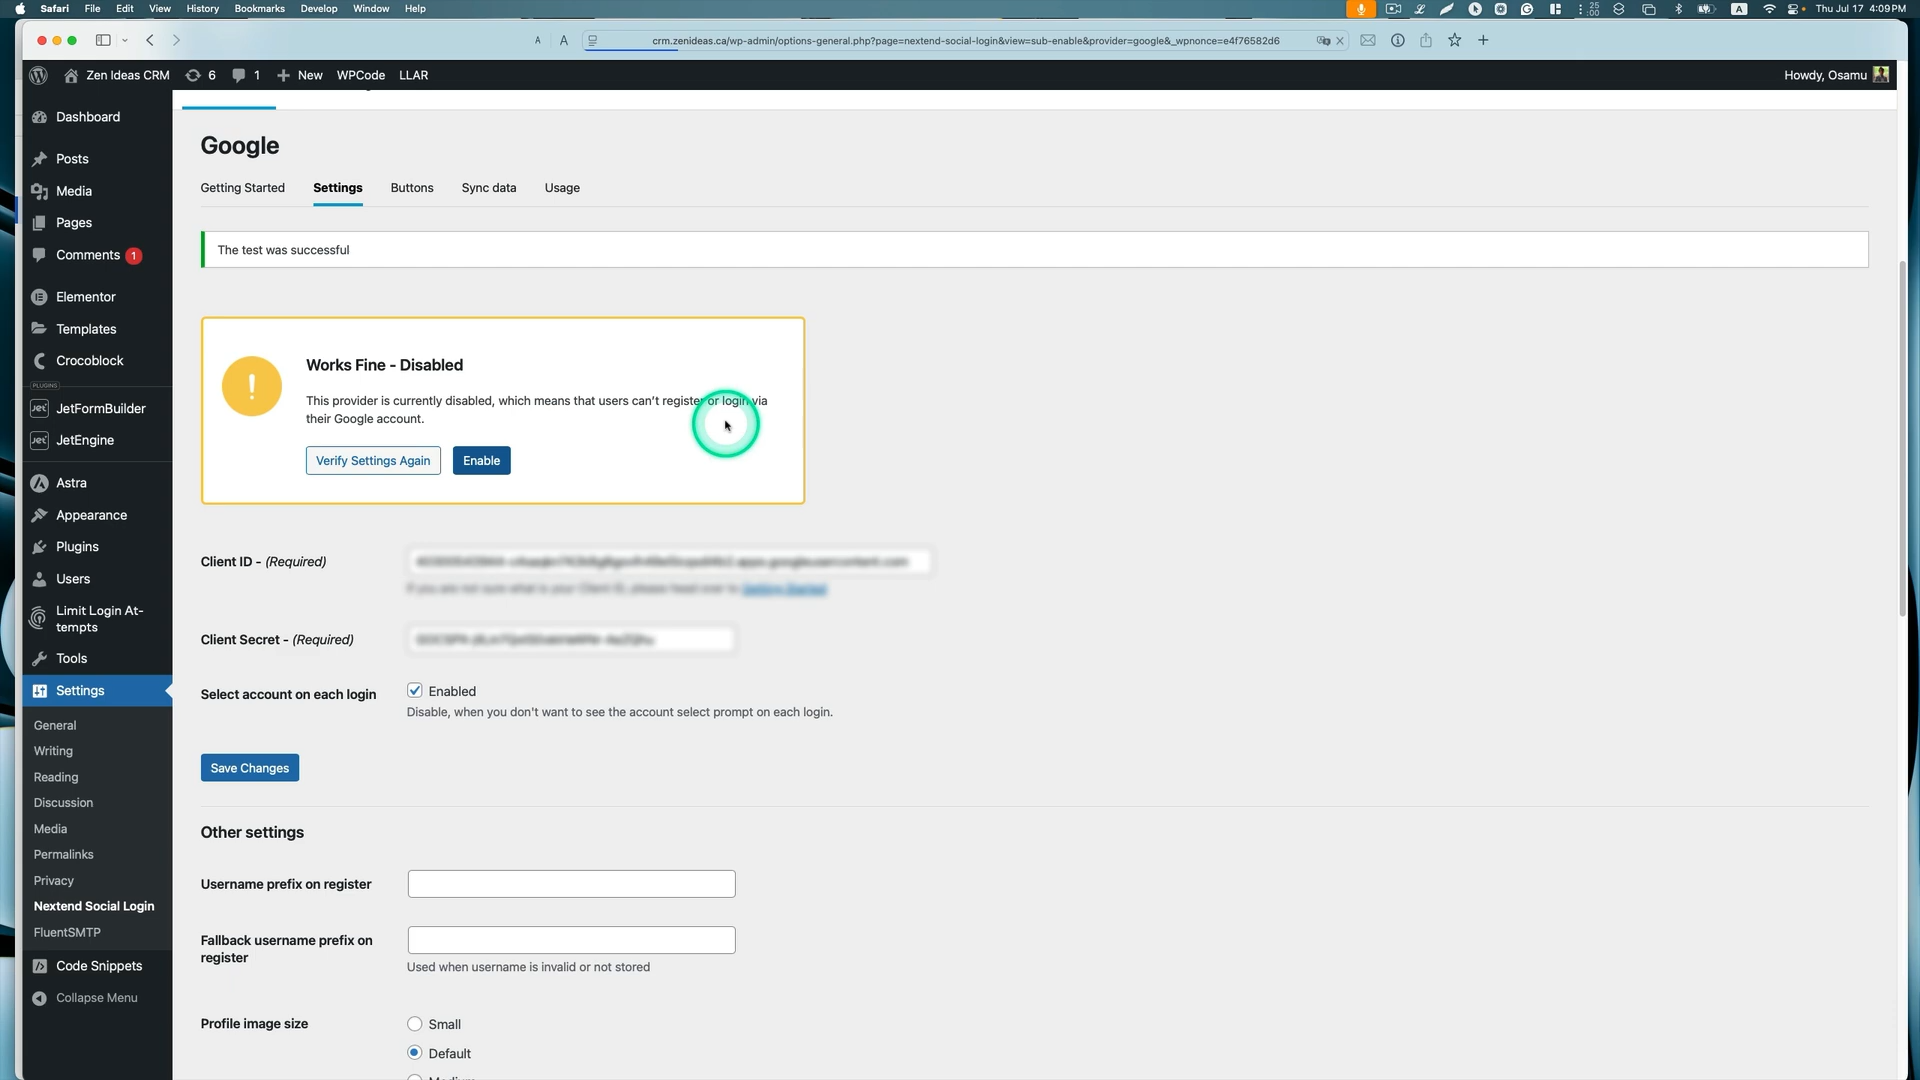 Safari File Edit View History Bookmarks Develop Window Help
25
00
A
Thu Jul 17 4:09 PM
A A crm.zenideas.ca/wp-admin/options-general.php?page=nextend-social-login&view=sub-enable&provider=google&_wpnonce=e4f76582d6
Zen Ideas CRM 6 1 New WPCode LLAR Howdy, Osamu
Dashboard
Posts
Media
Pages
Comments 1
Elementor
Templates
Crocoblock
PLUGINS
JetFormBuilder
JetEngine
Astra
Appearance
Plugins
Users
Limit Login At-
tempts
Tools
Settings
General
Writing
Reading
Discussion
Media
Permalinks
Privacy
Nextend Social Login
FluentSMTP
Code Snippets
Collapse Menu
Google
Getting Started Settings Buttons Sync data Usage
The test was successful
Works Fine - Disabled
This provider is currently disabled, which means that users can't register or login via
their Google account.
Verify Settings Again Enable
Client ID - (Required)
Client Secret - (Required)
Select account on each login
Enabled
Disable, when you don't want to see the account select prompt on each login.
Save Changes
Other settings
Username prefix on register
Fallback username prefix on
register
Used when username is invalid or not stored
Profile image size
Small
Default